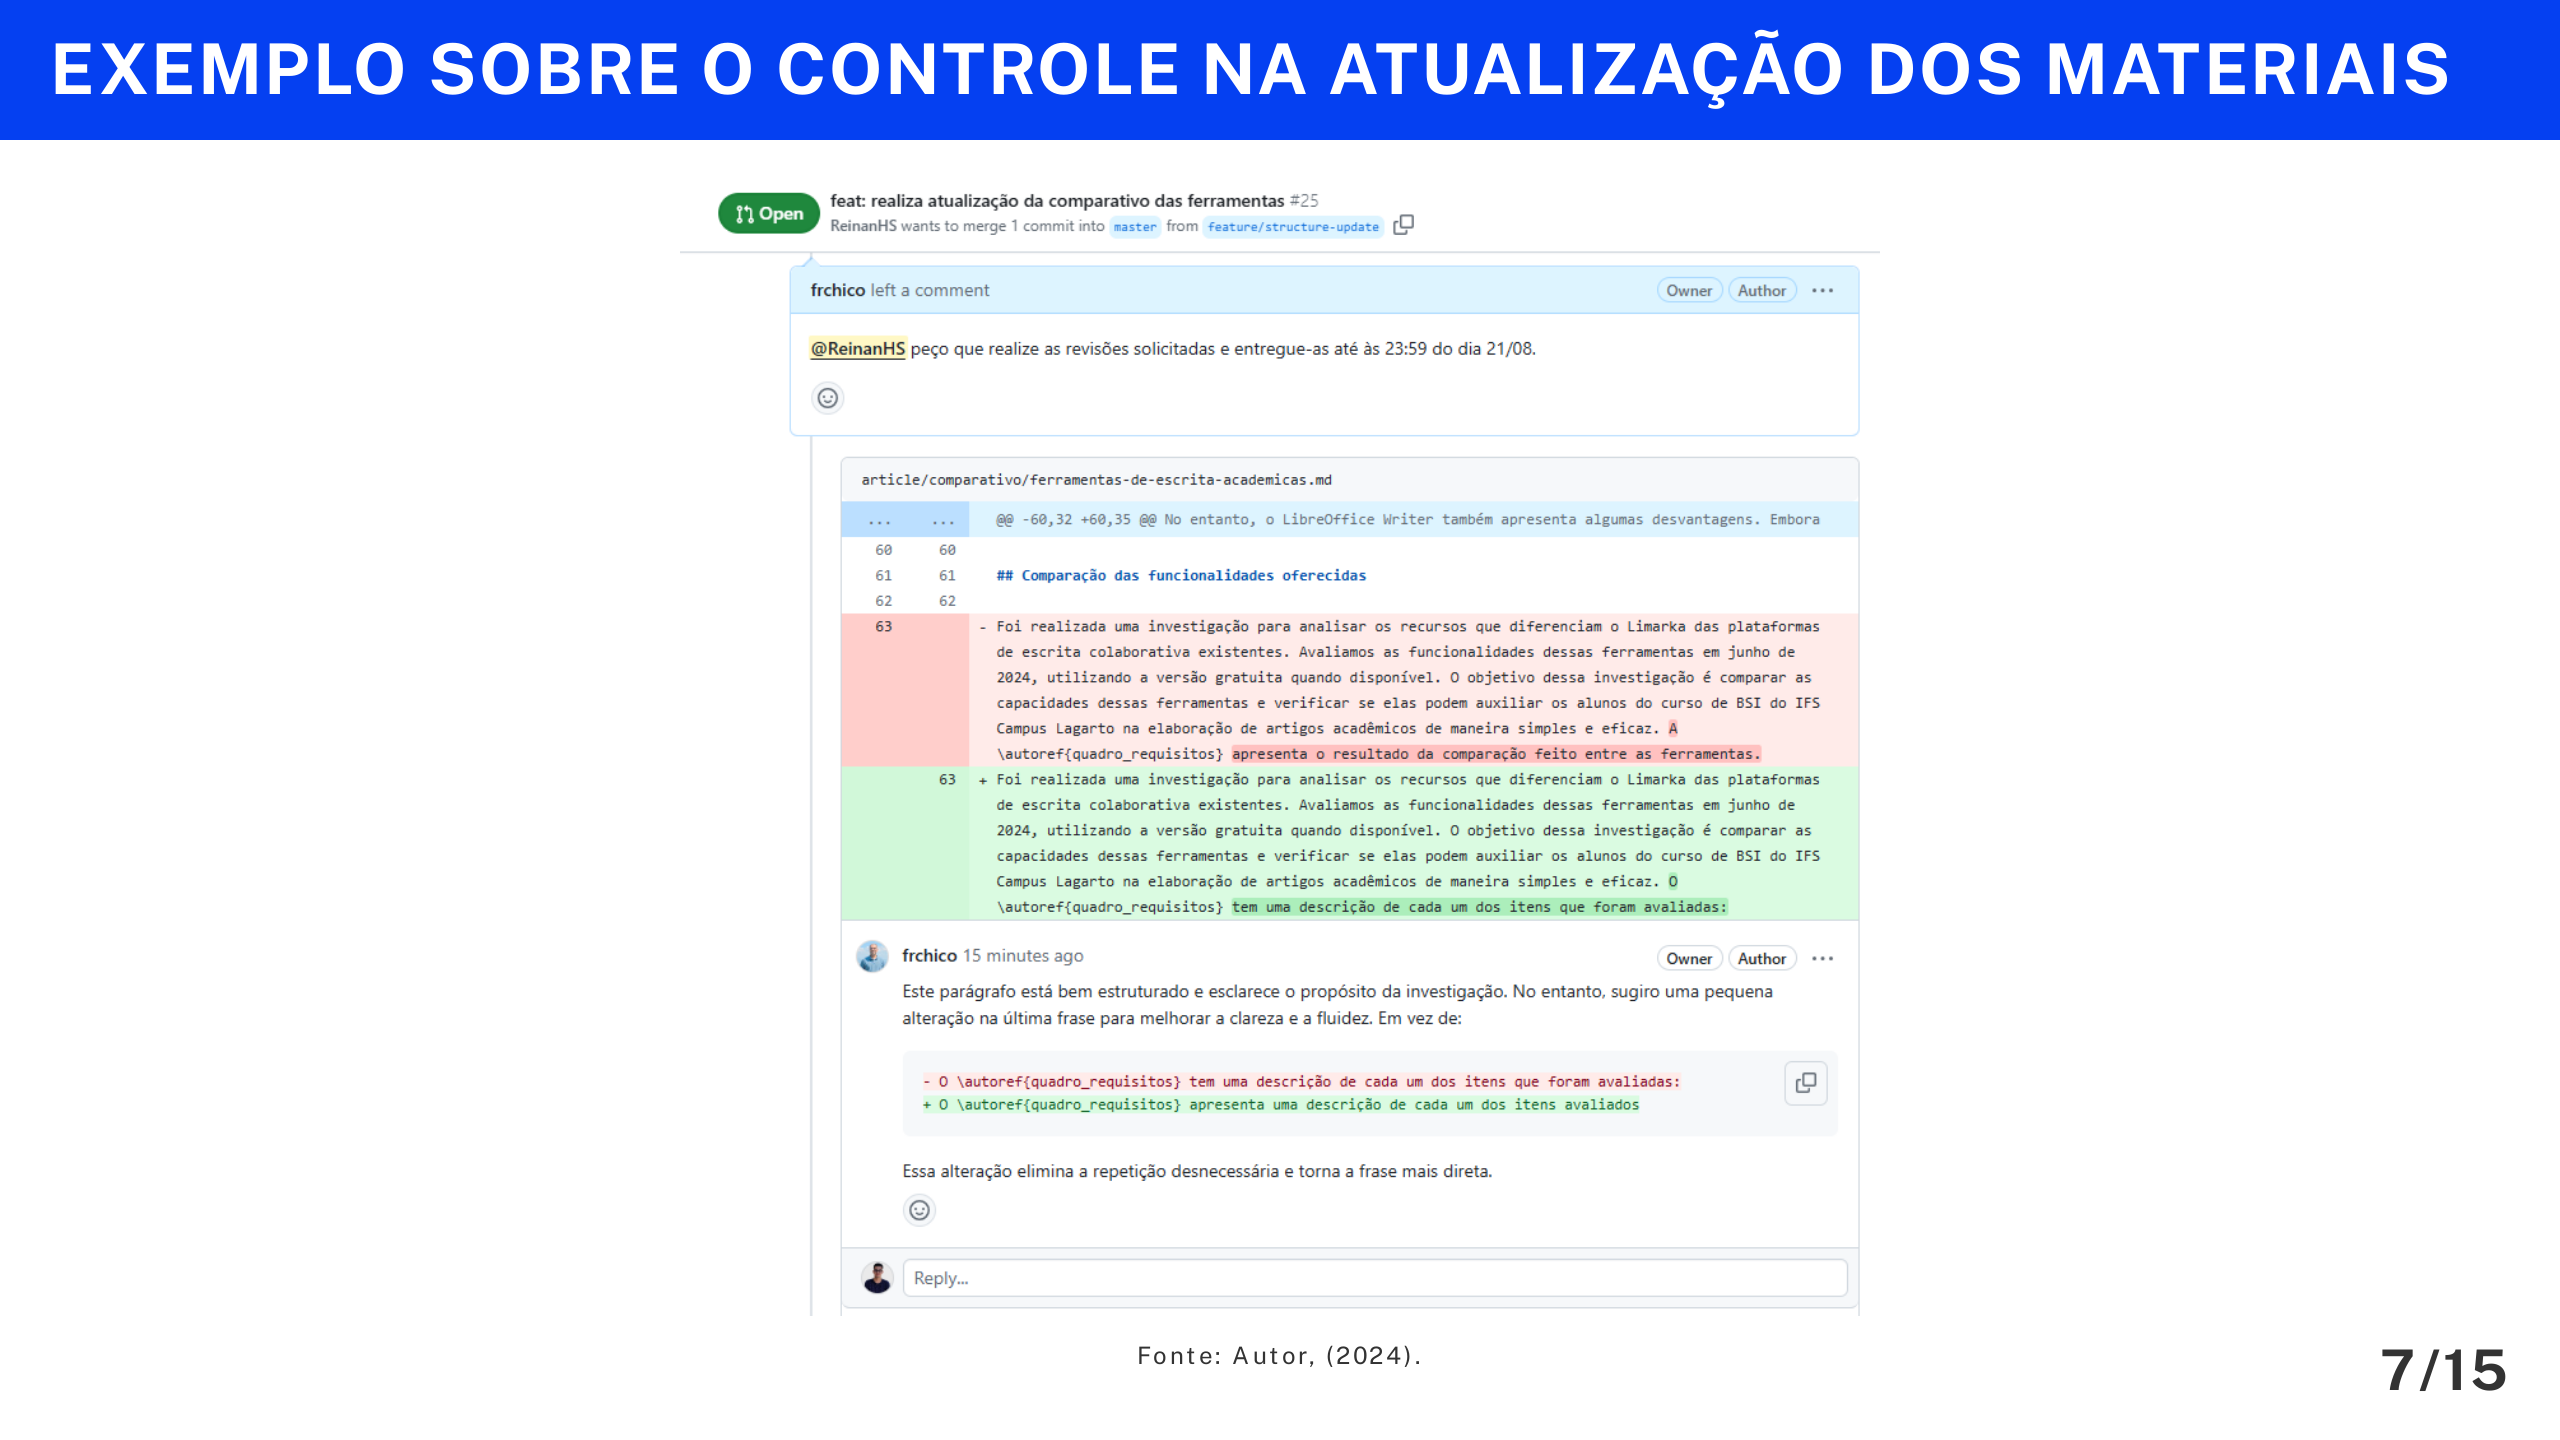 EXEMPLO SOBRE O CONTROLE NA ATUALIZAÇÃO DOS MATERIAIS
Open
feat: realiza atualização da comparativo das ferramentas #25
ReinanHS wants to merge 1 commit into master from feature/structure-update
frchico left a comment
Owner Author ...
@ReinanHS peço que realize as revisões solicitadas e entregue-as até às 23:59 do dia 21/08.
article/comparativo/ferramentas-de-escrita-academicas.md
... ... @@ -60,32 +60,35 @@ No entanto, o LibreOffice Writer também apresenta algumas desvantagens. Embora
60 60
61 61 ## Comparação das funcionalidades oferecidas
62 62
63 - Foi realizada uma investigação para analisar os recursos que diferenciam o Limarka das plataformas
de escrita colaborativa existentes. Avaliamos as funcionalidades dessas ferramentas em junho de
2024, utilizando a versão gratuita quando disponível. O objetivo dessa investigação é comparar as
capacidades dessas ferramentas e verificar se elas podem auxiliar os alunos do curso de BSI do IFS
Campus Lagarto na elaboração de artigos acadêmicos de maneira simples e eficaz. A
\autoref{quadro_requisitos} apresenta o resultado da comparação feito entre as ferramentas.
63 + Foi realizada uma investigação para analisar os recursos que diferenciam o Limarka das plataformas
de escrita colaborativa existentes. Avaliamos as funcionalidades dessas ferramentas em junho de
2024, utilizando a versão gratuita quando disponível. O objetivo dessa investigação é comparar as
capacidades dessas ferramentas e verificar se elas podem auxiliar os alunos do curso de BSI do IFS
Campus Lagarto na elaboração de artigos acadêmicos de maneira simples e eficaz. O
\autoref{quadro_requisitos} tem uma descrição de cada um dos itens que foram avaliadas:
frchico 15 minutes ago
Owner Author ...
Este parágrafo está bem estruturado e esclarece o propósito da investigação. No entanto, sugiro uma pequena
alteração na última frase para melhorar a clareza e a fluidez. Em vez de:
- O \autoref{quadro_requisitos} tem uma descrição de cada um dos itens que foram avaliadas:
+ O \autoref{quadro_requisitos} apresenta uma descrição de cada um dos itens avaliados
Essa alteração elimina a repetição desnecessária e torna a frase mais direta.
Reply...
Fonte: Autor, (2024).
7/15